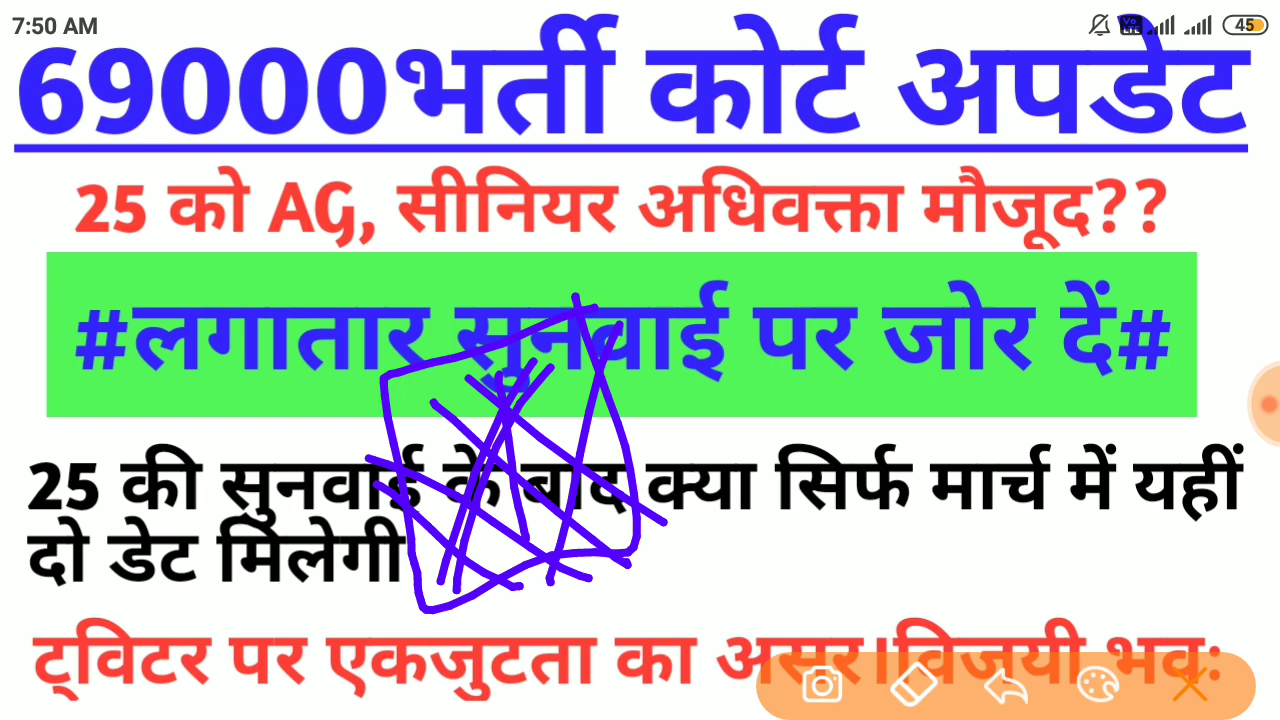 7:50 AM
45
69000भर्ती कोर्ट अपडेट
25 को AG, सीनियर अधिवक्ता मौजूद??
#लगातार सुनवाई पर जोर दें#
25 की सुनवाई के बाद क्या सिर्फ मार्च में यहीं
दो डेट मिलेगी
ट्विटर पर एकजुटता का असर।विजयी भवः